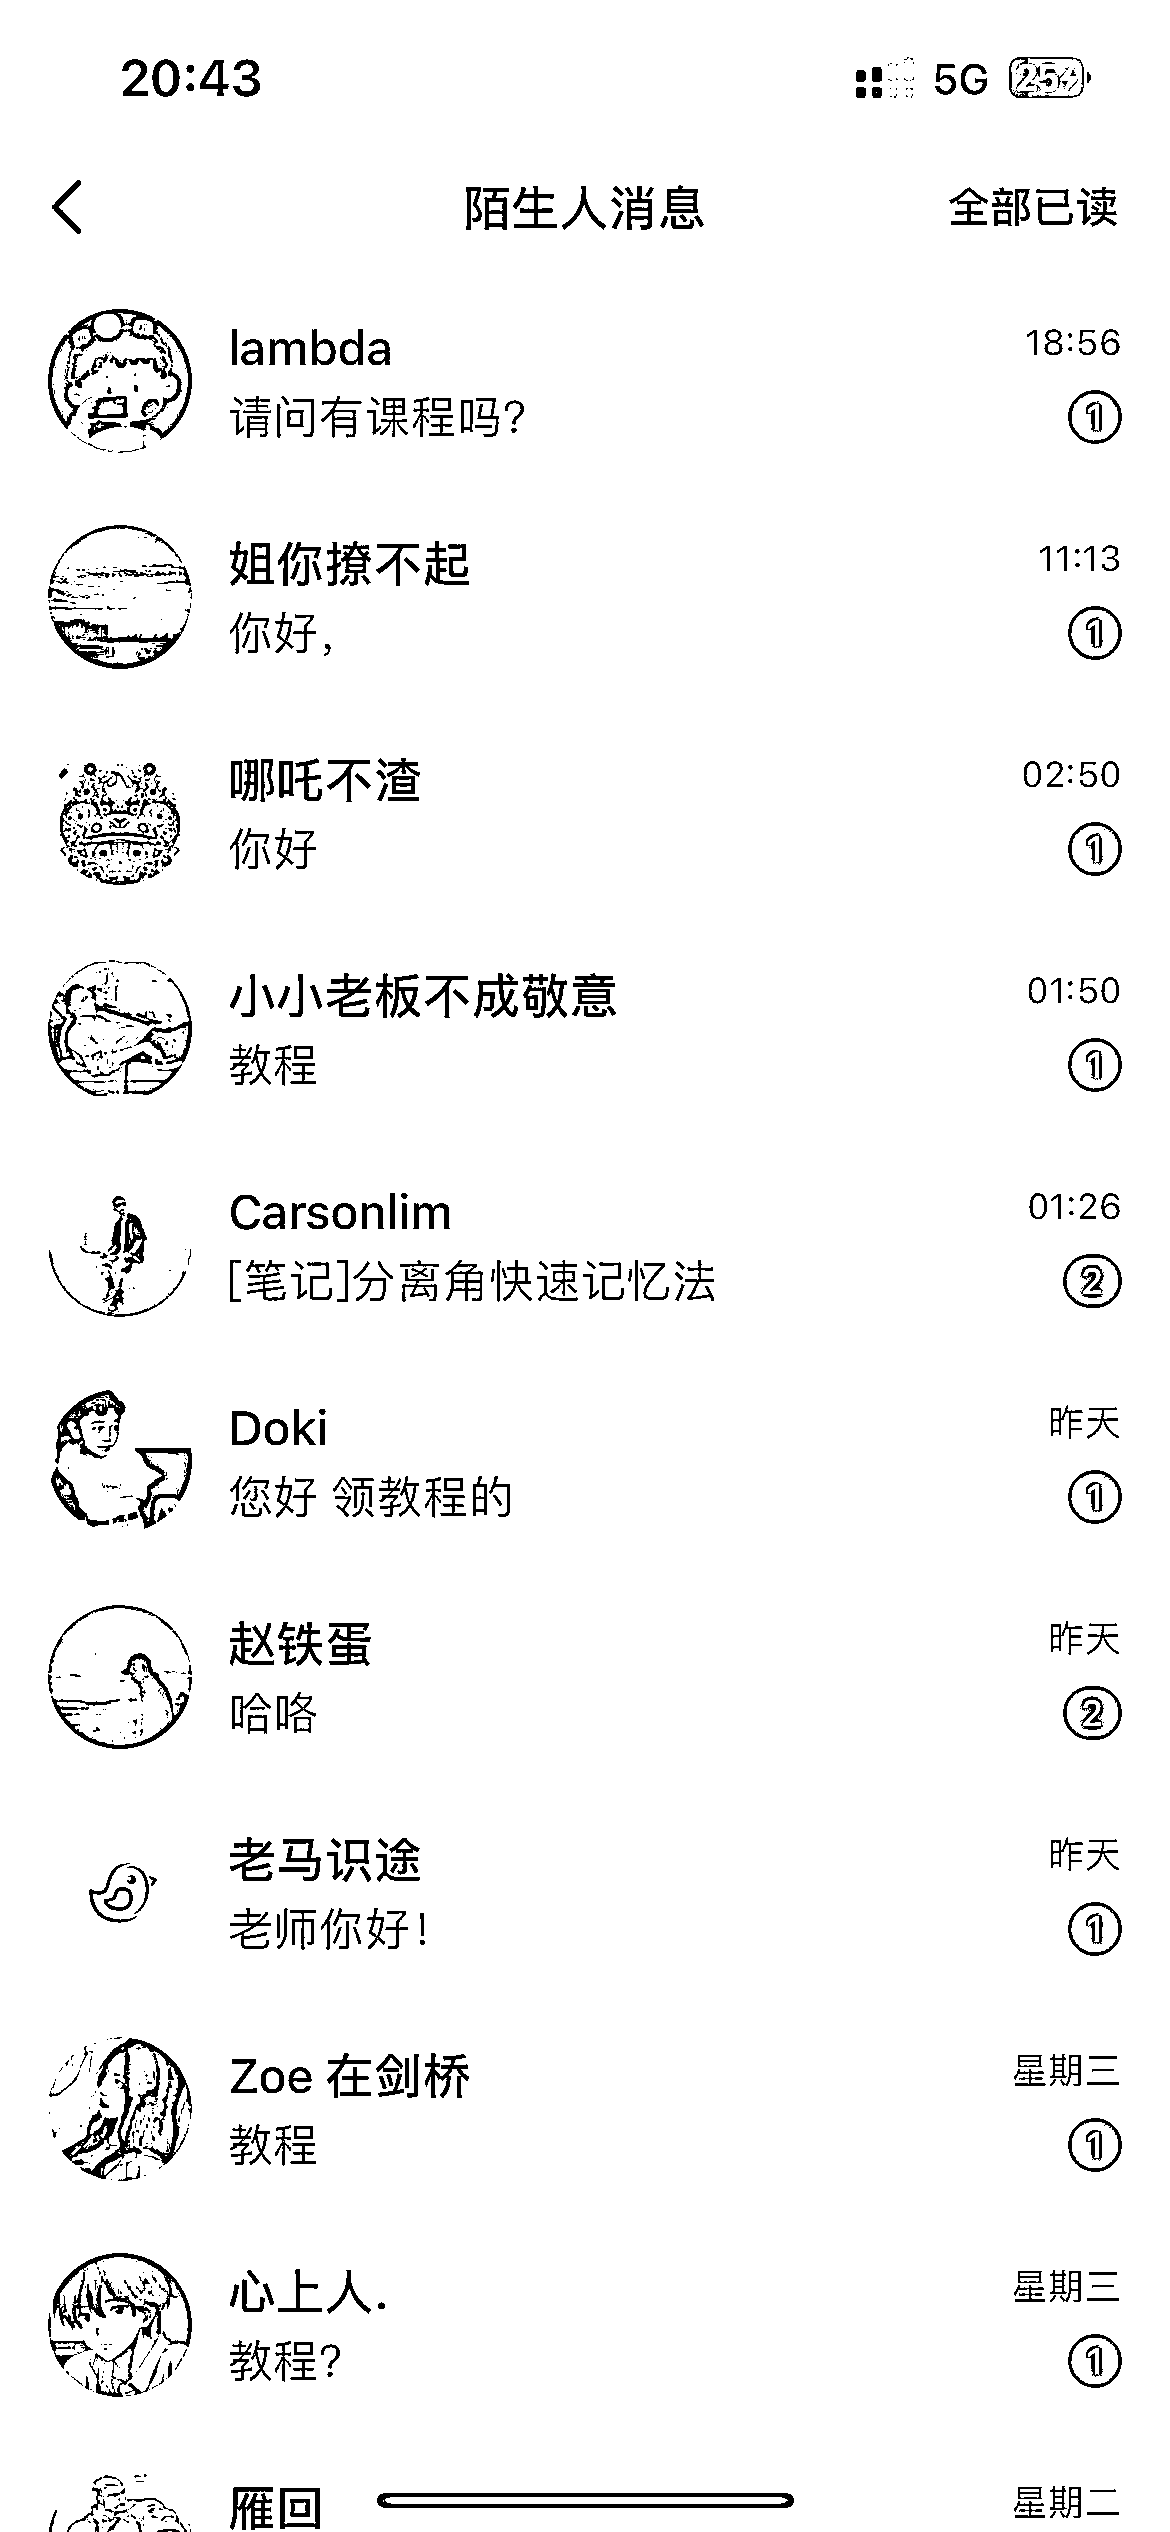 20:43
5G 25
陌生人消息
全部已读
lambda
18:56
请问有课程吗?
1
姐你撩不起
11:13
你好,
1
哪吒不渣
02:50
你好
1
小小老板不成敬意
01:50
教程
1
Carsonlim
01:26
[笔记]分离角快速记忆法
2
Doki
昨天
您好 领教程的
1
赵铁蛋
昨天
哈咯
2
老马识途
昨天
老师你好!
1
Zoe 在剑桥
星期三
教程
1
心上人.
星期三
教程?
1
雁回
星期二